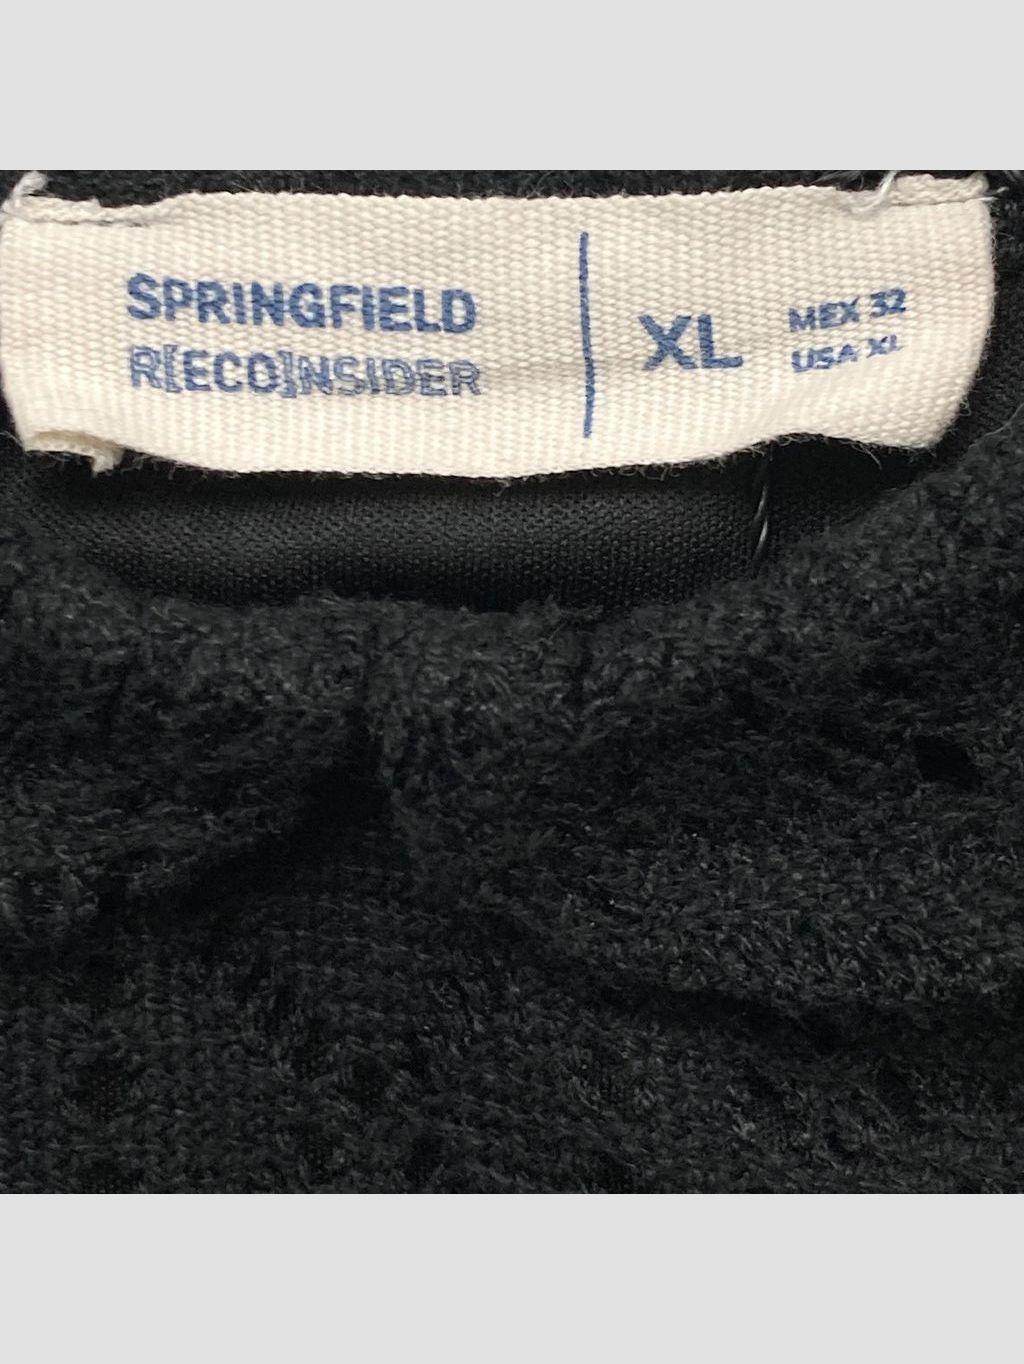 SPRINGFIELD
R[ECO]NSIDER
XL
MEX 32
USA XL